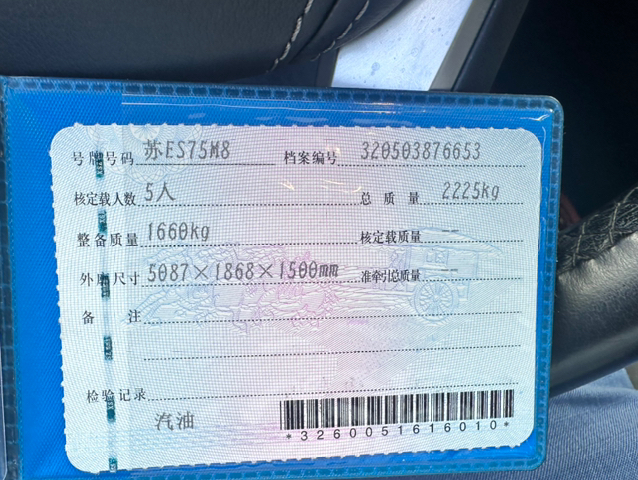 号牌号码 苏ES75M8 档案编号 320503876653
核定载人数 5人 总质量 2225kg
整备质量 1660kg 核定载质量 --
外廓尺寸 5087×1868×1500mm 准牵引总质量 --
备注
检验记录
汽油
*3260051616010*